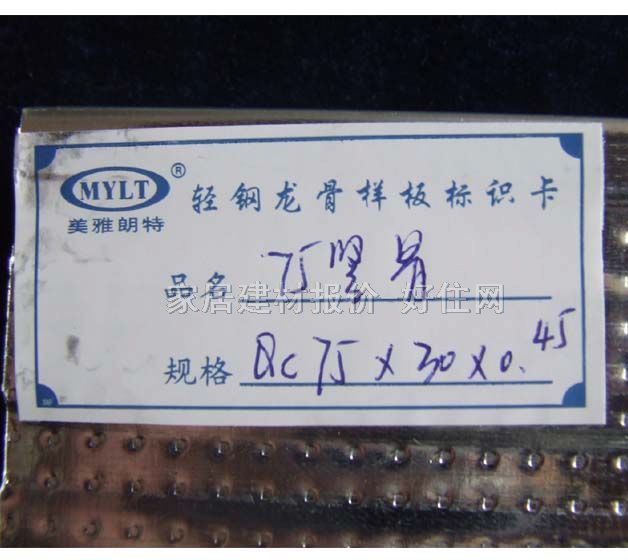 MYLT®
美雅朗特
轻钢龙骨样板标识卡
品名 75竖骨
家居建材报价 好住网
规格 QC75×30×0.45